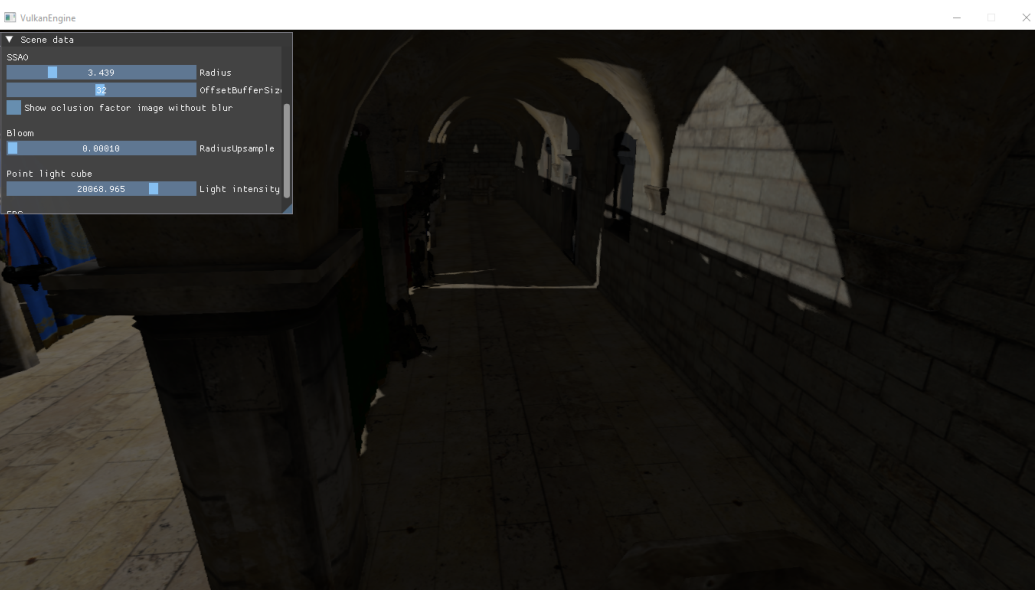 VulkanEngine
Scene data
SSAO
3.439 Radius
32 OffsetBufferSiz
Show oclusion factor image without blur
Bloom
0.00010 RadiusUpsample
Point light cube
20868.965 Light intensity